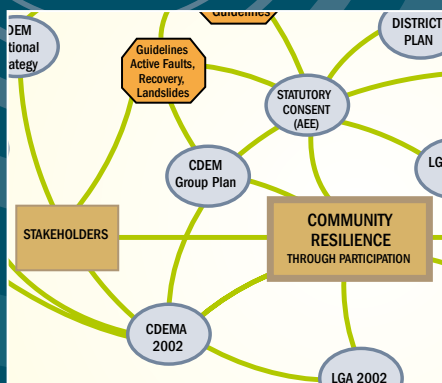 Guidelines
DEM
tional
ategy
Guidelines
Active Faults,
Recovery,
Landslides
DISTRICT
PLAN
STATUTORY
CONSENT
(AEE)
CDEM
Group Plan
LG
STAKEHOLDERS
COMMUNITY
RESILIENCE
THROUGH PARTICIPATION
CDEMA
2002
LGA 2002